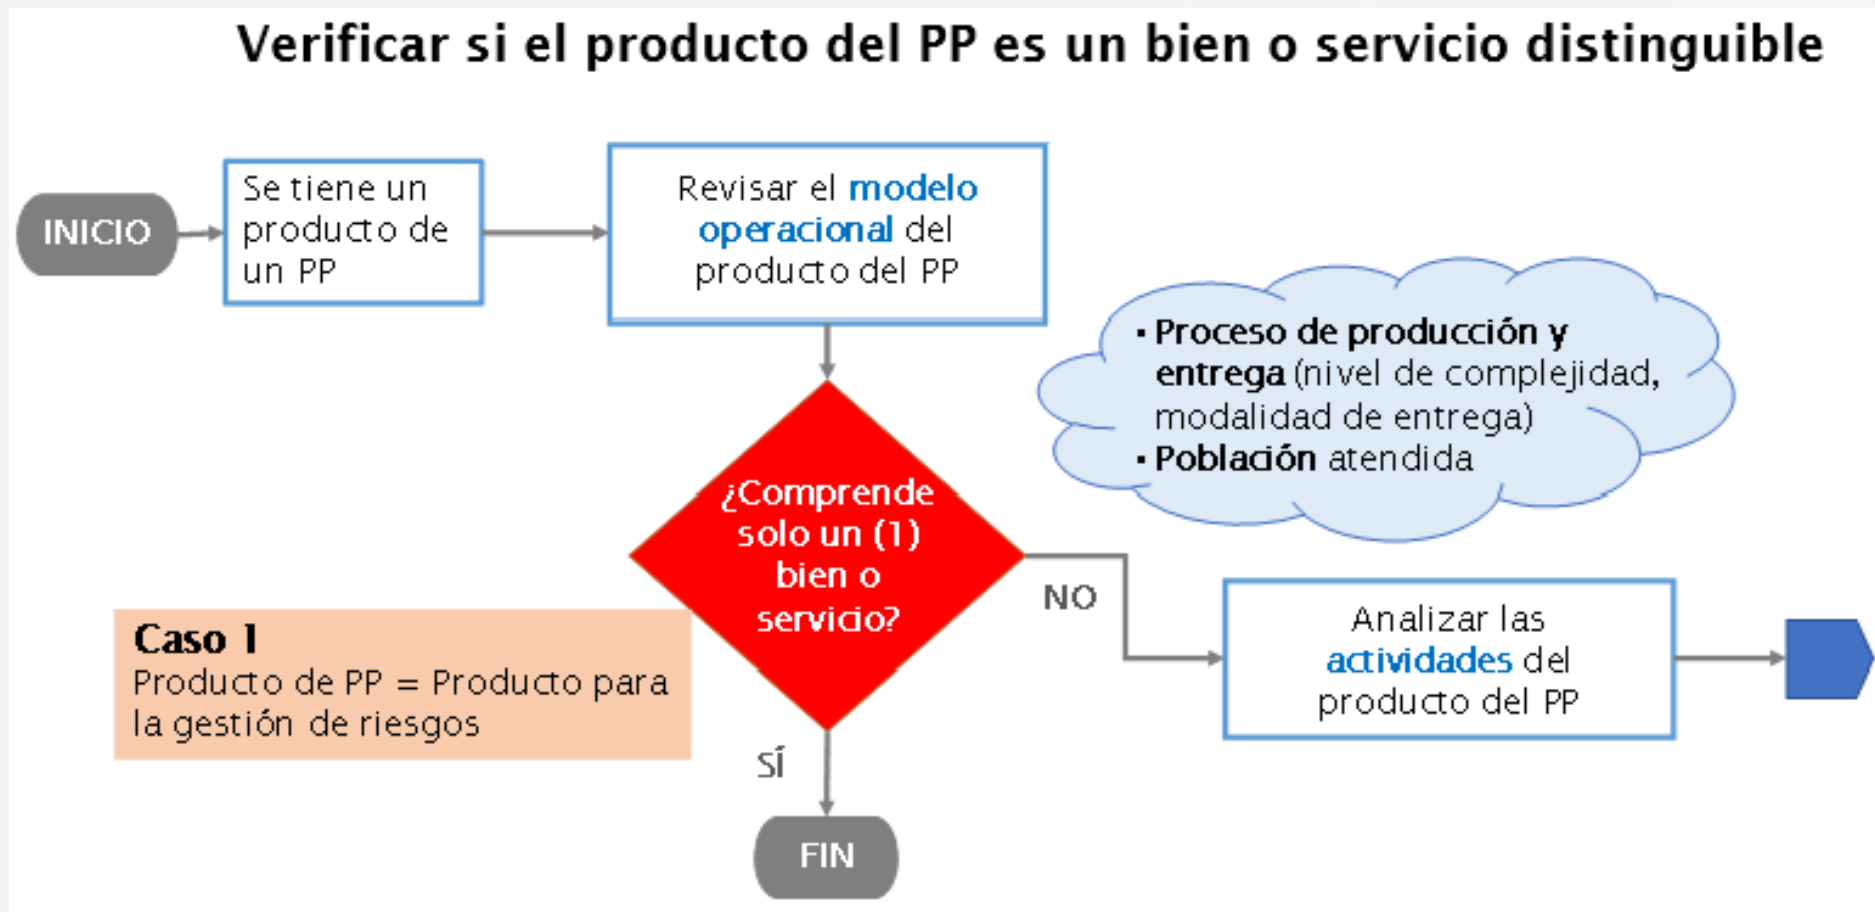 Verificar si el producto del PP es un bien o servicio distinguible
INICIO
Se tiene un
producto de
un PP
Revisar el modelo
operacional del
producto del PP
▪ Proceso de producción y
entrega (nivel de complejidad,
modalidad de entrega)
▪ Población atendida
¿Comprende
solo un (1)
bien o
servicio?
NO
Analizar las
actividades del
producto del PP
Caso 1
Producto de PP = Producto para
la gestión de riesgos
SÍ
FIN